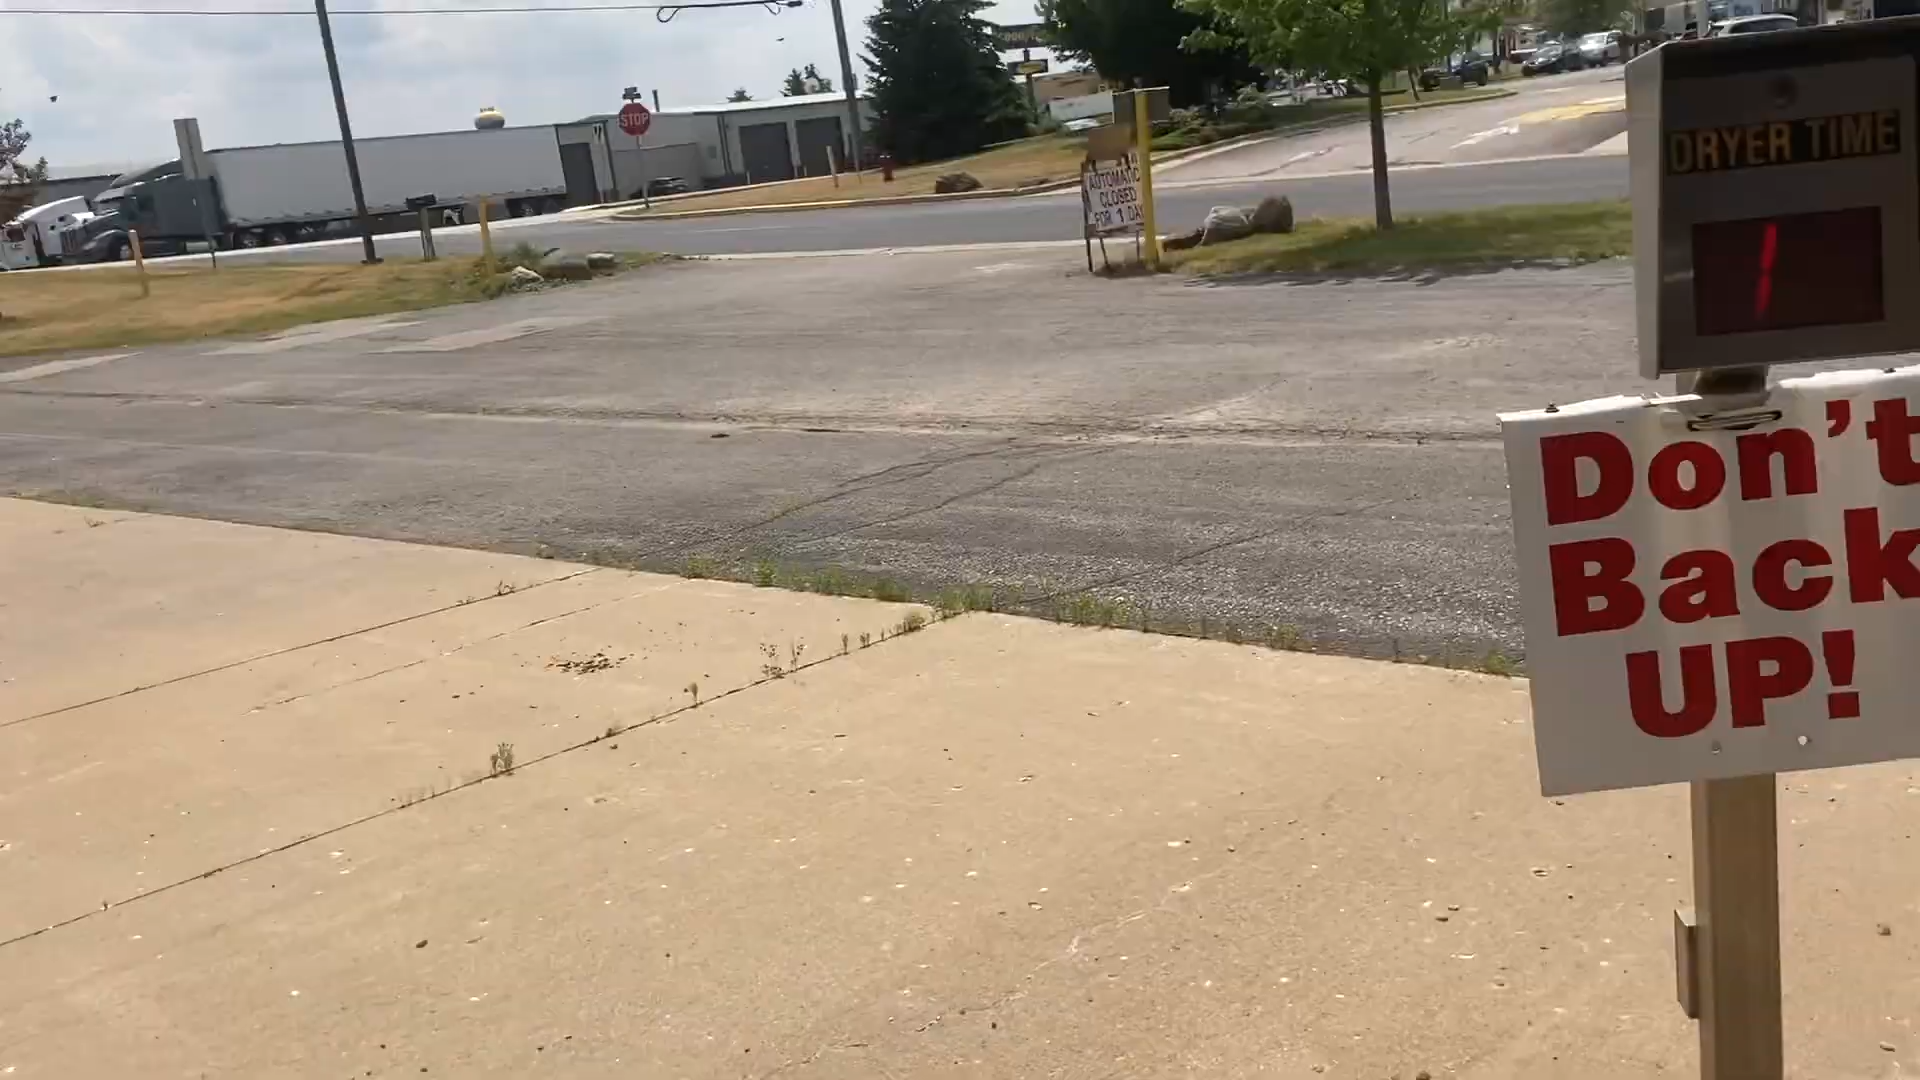 STOP
AUTOMATIC
CLOSED
FOR 1 DAY
DRYER TIME
1
Don't
Back
UP!